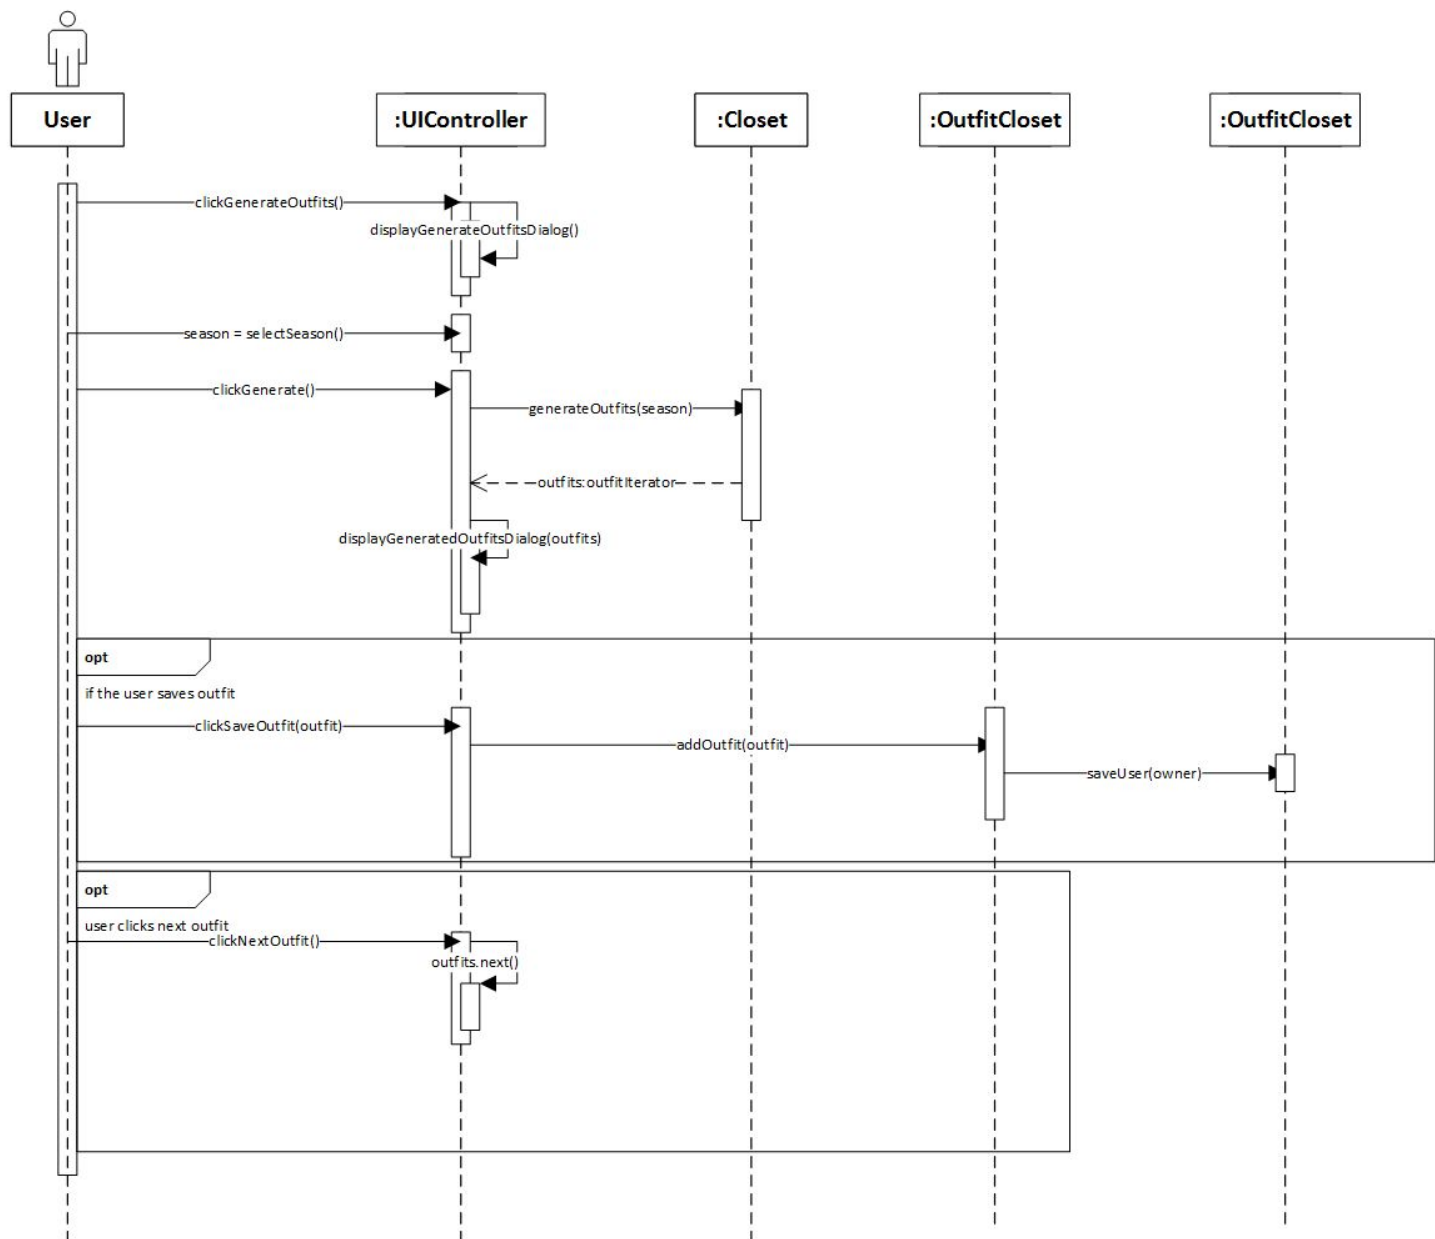 User
:UIController
:Closet
:OutfitCloset
:OutfitCloset
clickGenerateOutfits()
displayGenerateOutfitsDialog()
season = selectSeason()
clickGenerate()
generateOutfits(season)
outfits:outfitIterator
displayGeneratedOutfitsDialog(outfits)
opt
if the user saves outfit
clickSaveOutfit(outfit)
addOutfit(outfit)
saveUser(owner)
opt
user clicks next outfit
clickNextOutfit()
outfits.next()